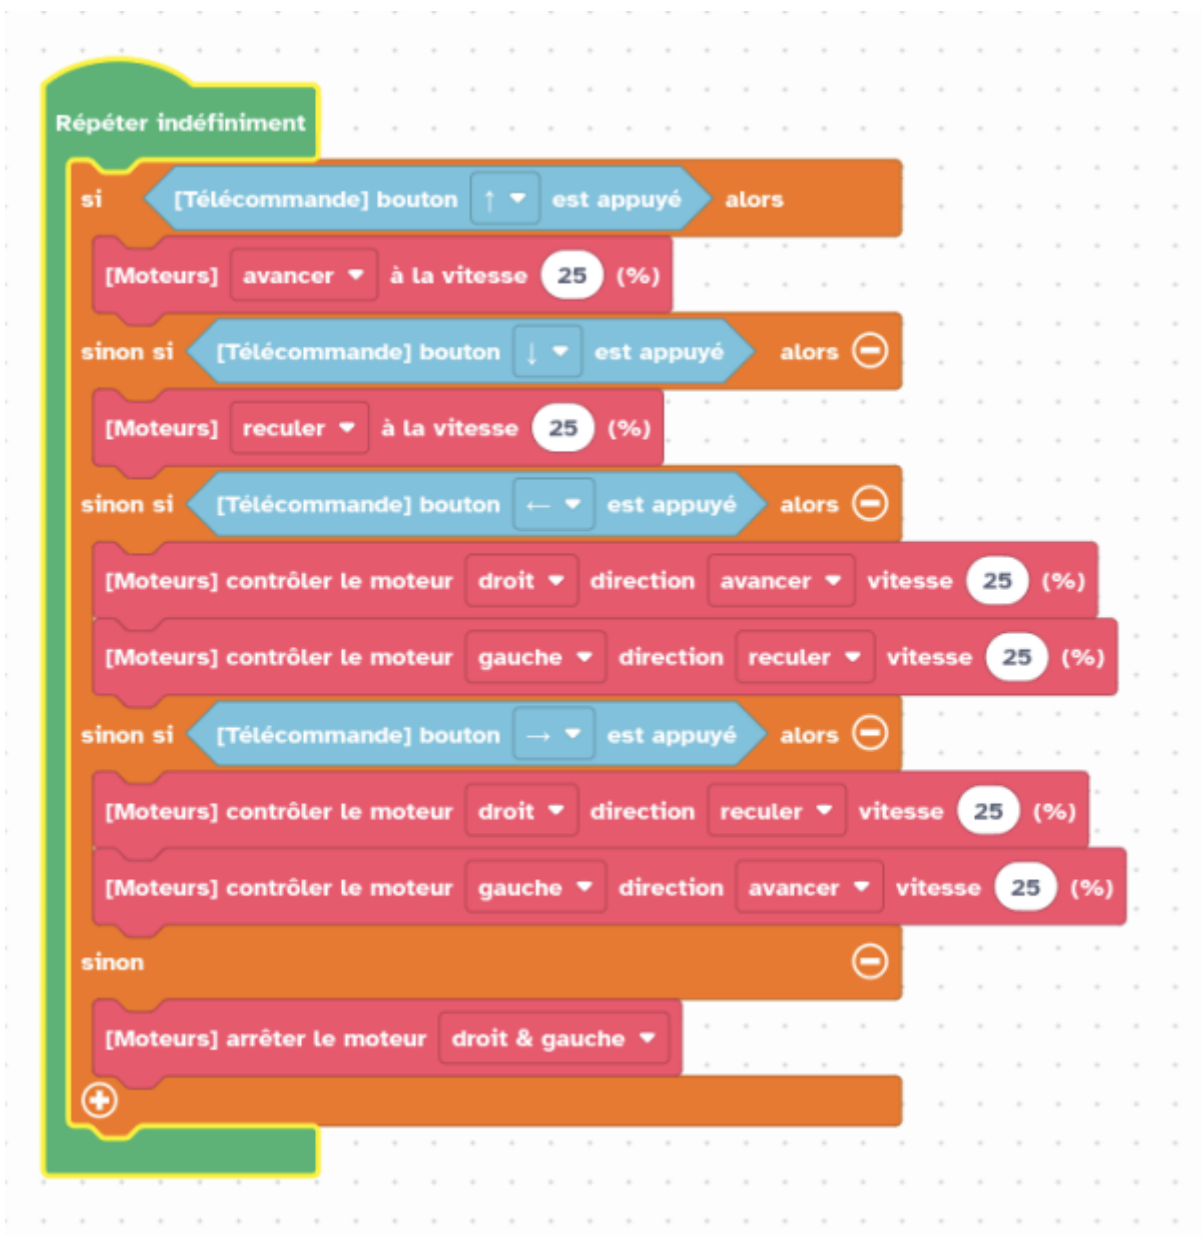 Répéter indéfiniment
si [Télécommande] bouton ↑ est appuyé alors
[Moteurs] avancer à la vitesse 25 (%)
sinon si [Télécommande] bouton ↓ est appuyé alors
[Moteurs] reculer à la vitesse 25 (%)
sinon si [Télécommande] bouton ← est appuyé alors
[Moteurs] contrôler le moteur droit direction avancer vitesse 25 (%)
[Moteurs] contrôler le moteur gauche direction reculer vitesse 25 (%)
sinon si [Télécommande] bouton → est appuyé alors
[Moteurs] contrôler le moteur droit direction reculer vitesse 25 (%)
[Moteurs] contrôler le moteur gauche direction avancer vitesse 25 (%)
sinon
[Moteurs] arrêter le moteur droit & gauche